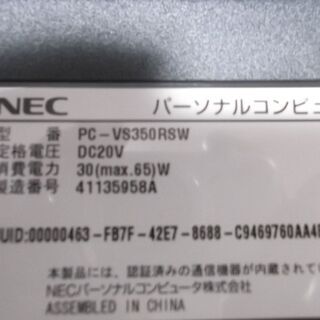 NEC パーソナルコンピュ
型 番 PC-VS350RSW
定格電圧 DC20V
消費電力 30(max.65)W
製造番号 41135958A
UUID:00000463-FB7F-42E7-8688-C9469760AA4
本製品には、認証済みの通信機器が内蔵されてい
NECパーソナルコンピュータ株式会社
ASSEMBLED IN CHINA